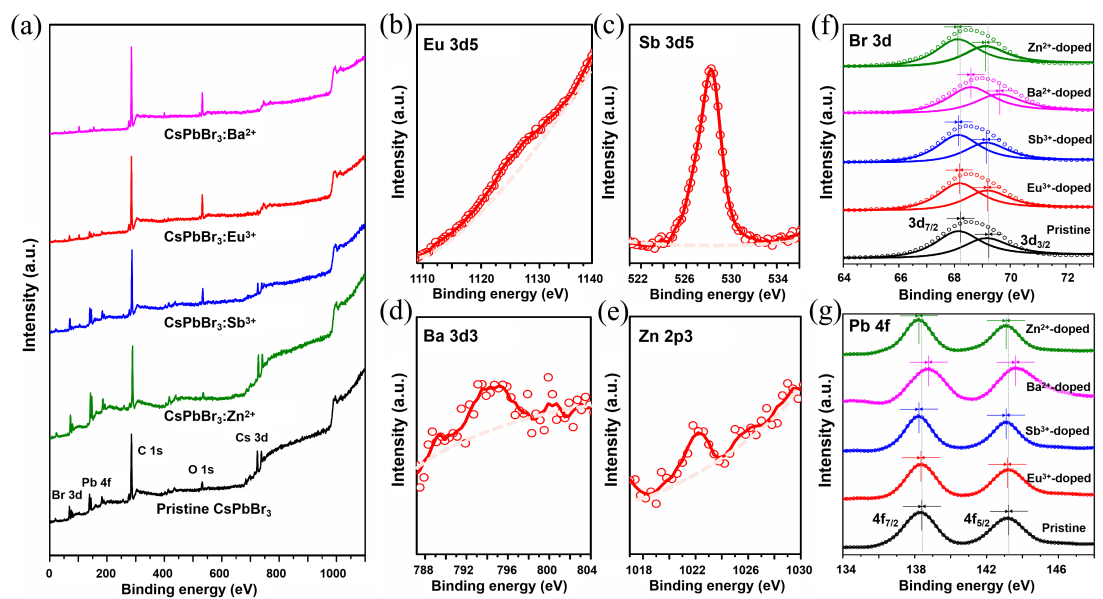 (a)
Intensity (a.u.)
CsPbBr3:Ba2+
CsPbBr3:Eu3+
CsPbBr3:Sb3+
CsPbBr3:Zn2+
C 1s
Cs 3d
Pb 4f
O 1s
Br 3d
Pristine CsPbBr3
0 200 400 600 800 1000
Binding energy (eV)
(b)
Eu 3d5
Intensity (a.u.)
1110 1120 1130 1140
Binding energy (eV)
(c)
Sb 3d5
Intensity (a.u.)
522 526 530 534
Binding energy (eV)
(d)
Ba 3d3
Intensity (a.u.)
788 792 796 800 804
Binding energy (eV)
(e)
Zn 2p3
Intensity (a.u.)
1018 1022 1026 1030
Binding energy (eV)
(f)
Br 3d
Zn2+-doped
Ba2+-doped
Sb3+-doped
Eu3+-doped
3d7/2
3d3/2
Pristine
Intensity (a.u.)
64 66 68 70 72
Binding energy (eV)
(g)
Pb 4f
Zn2+-doped
Ba2+-doped
Sb3+-doped
Eu3+-doped
4f7/2
4f5/2
Pristine
Intensity (a.u.)
134 138 142 146
Binding energy (eV)